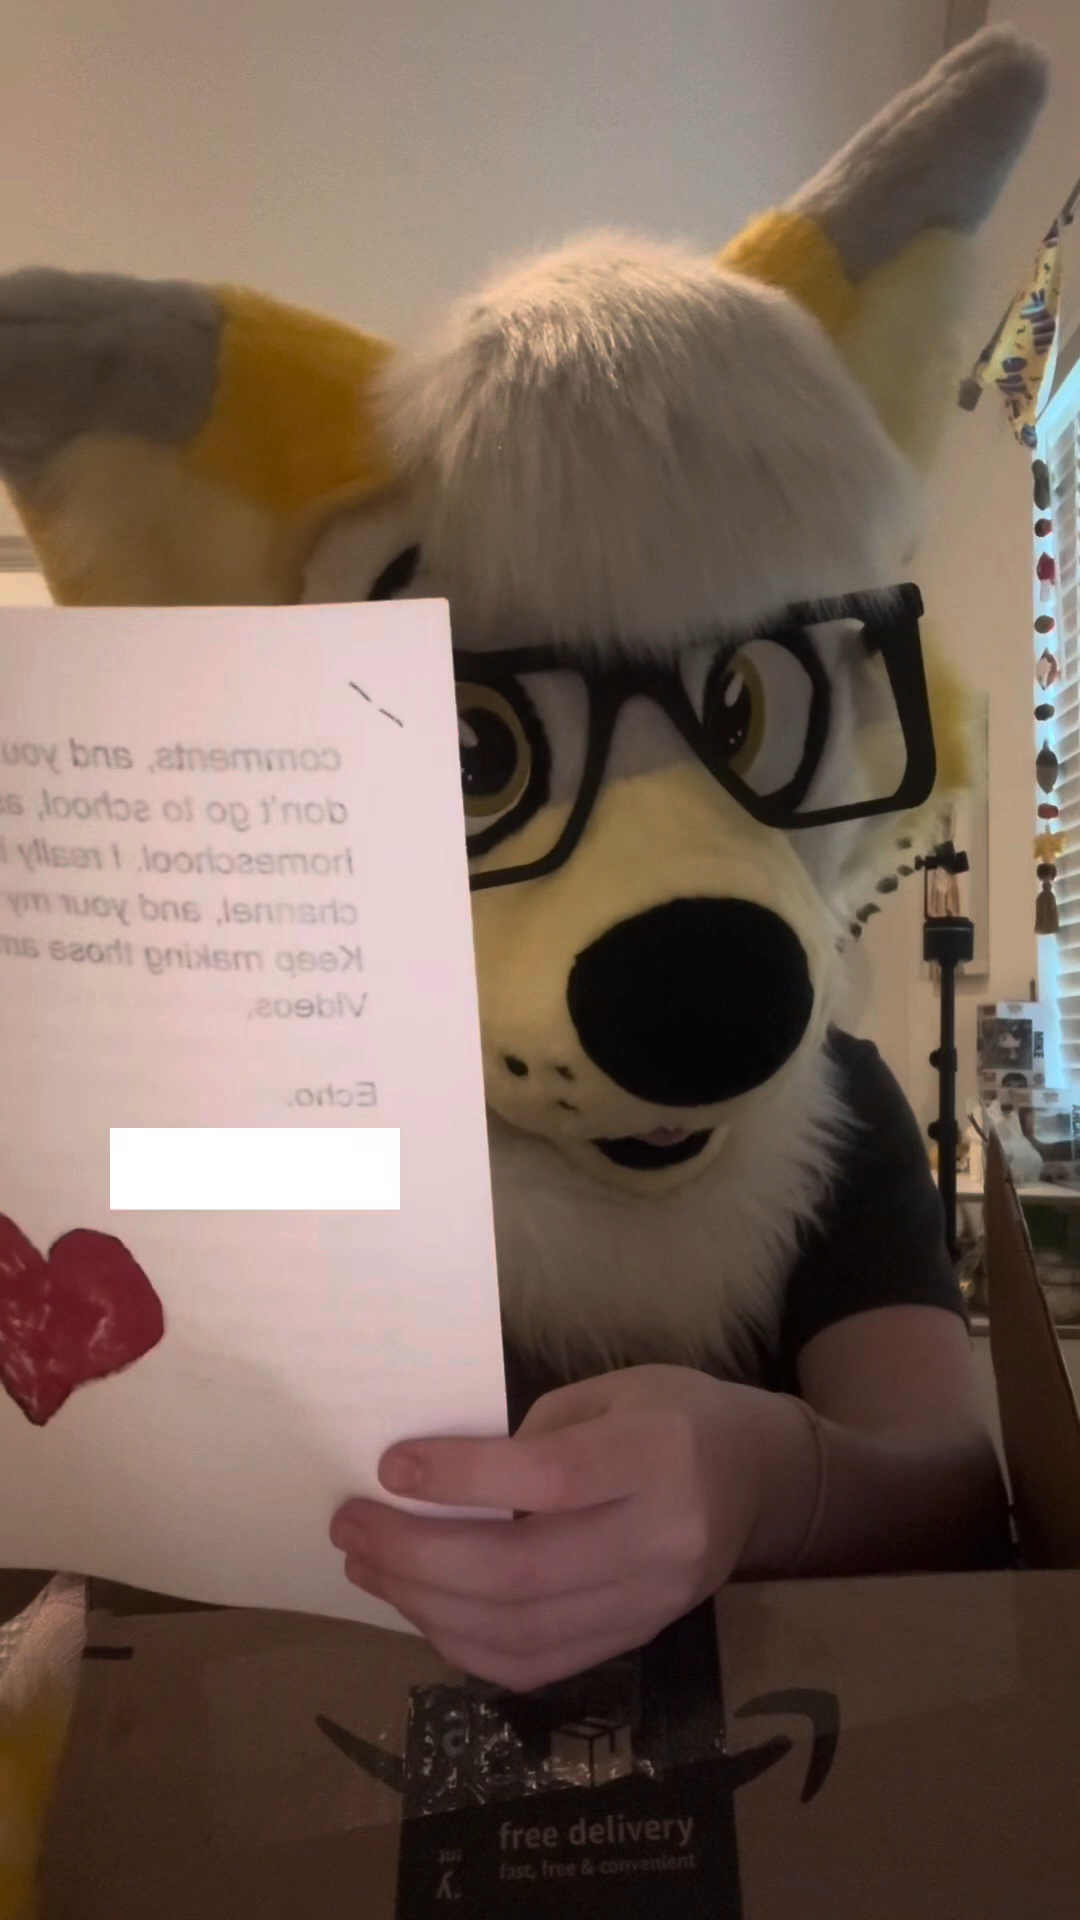 comments, and you
don't go to school, as
homeschool. I really
channel, and your my
Keep making those am
Videos,
Echo.
free delivery
fast, free & convenient